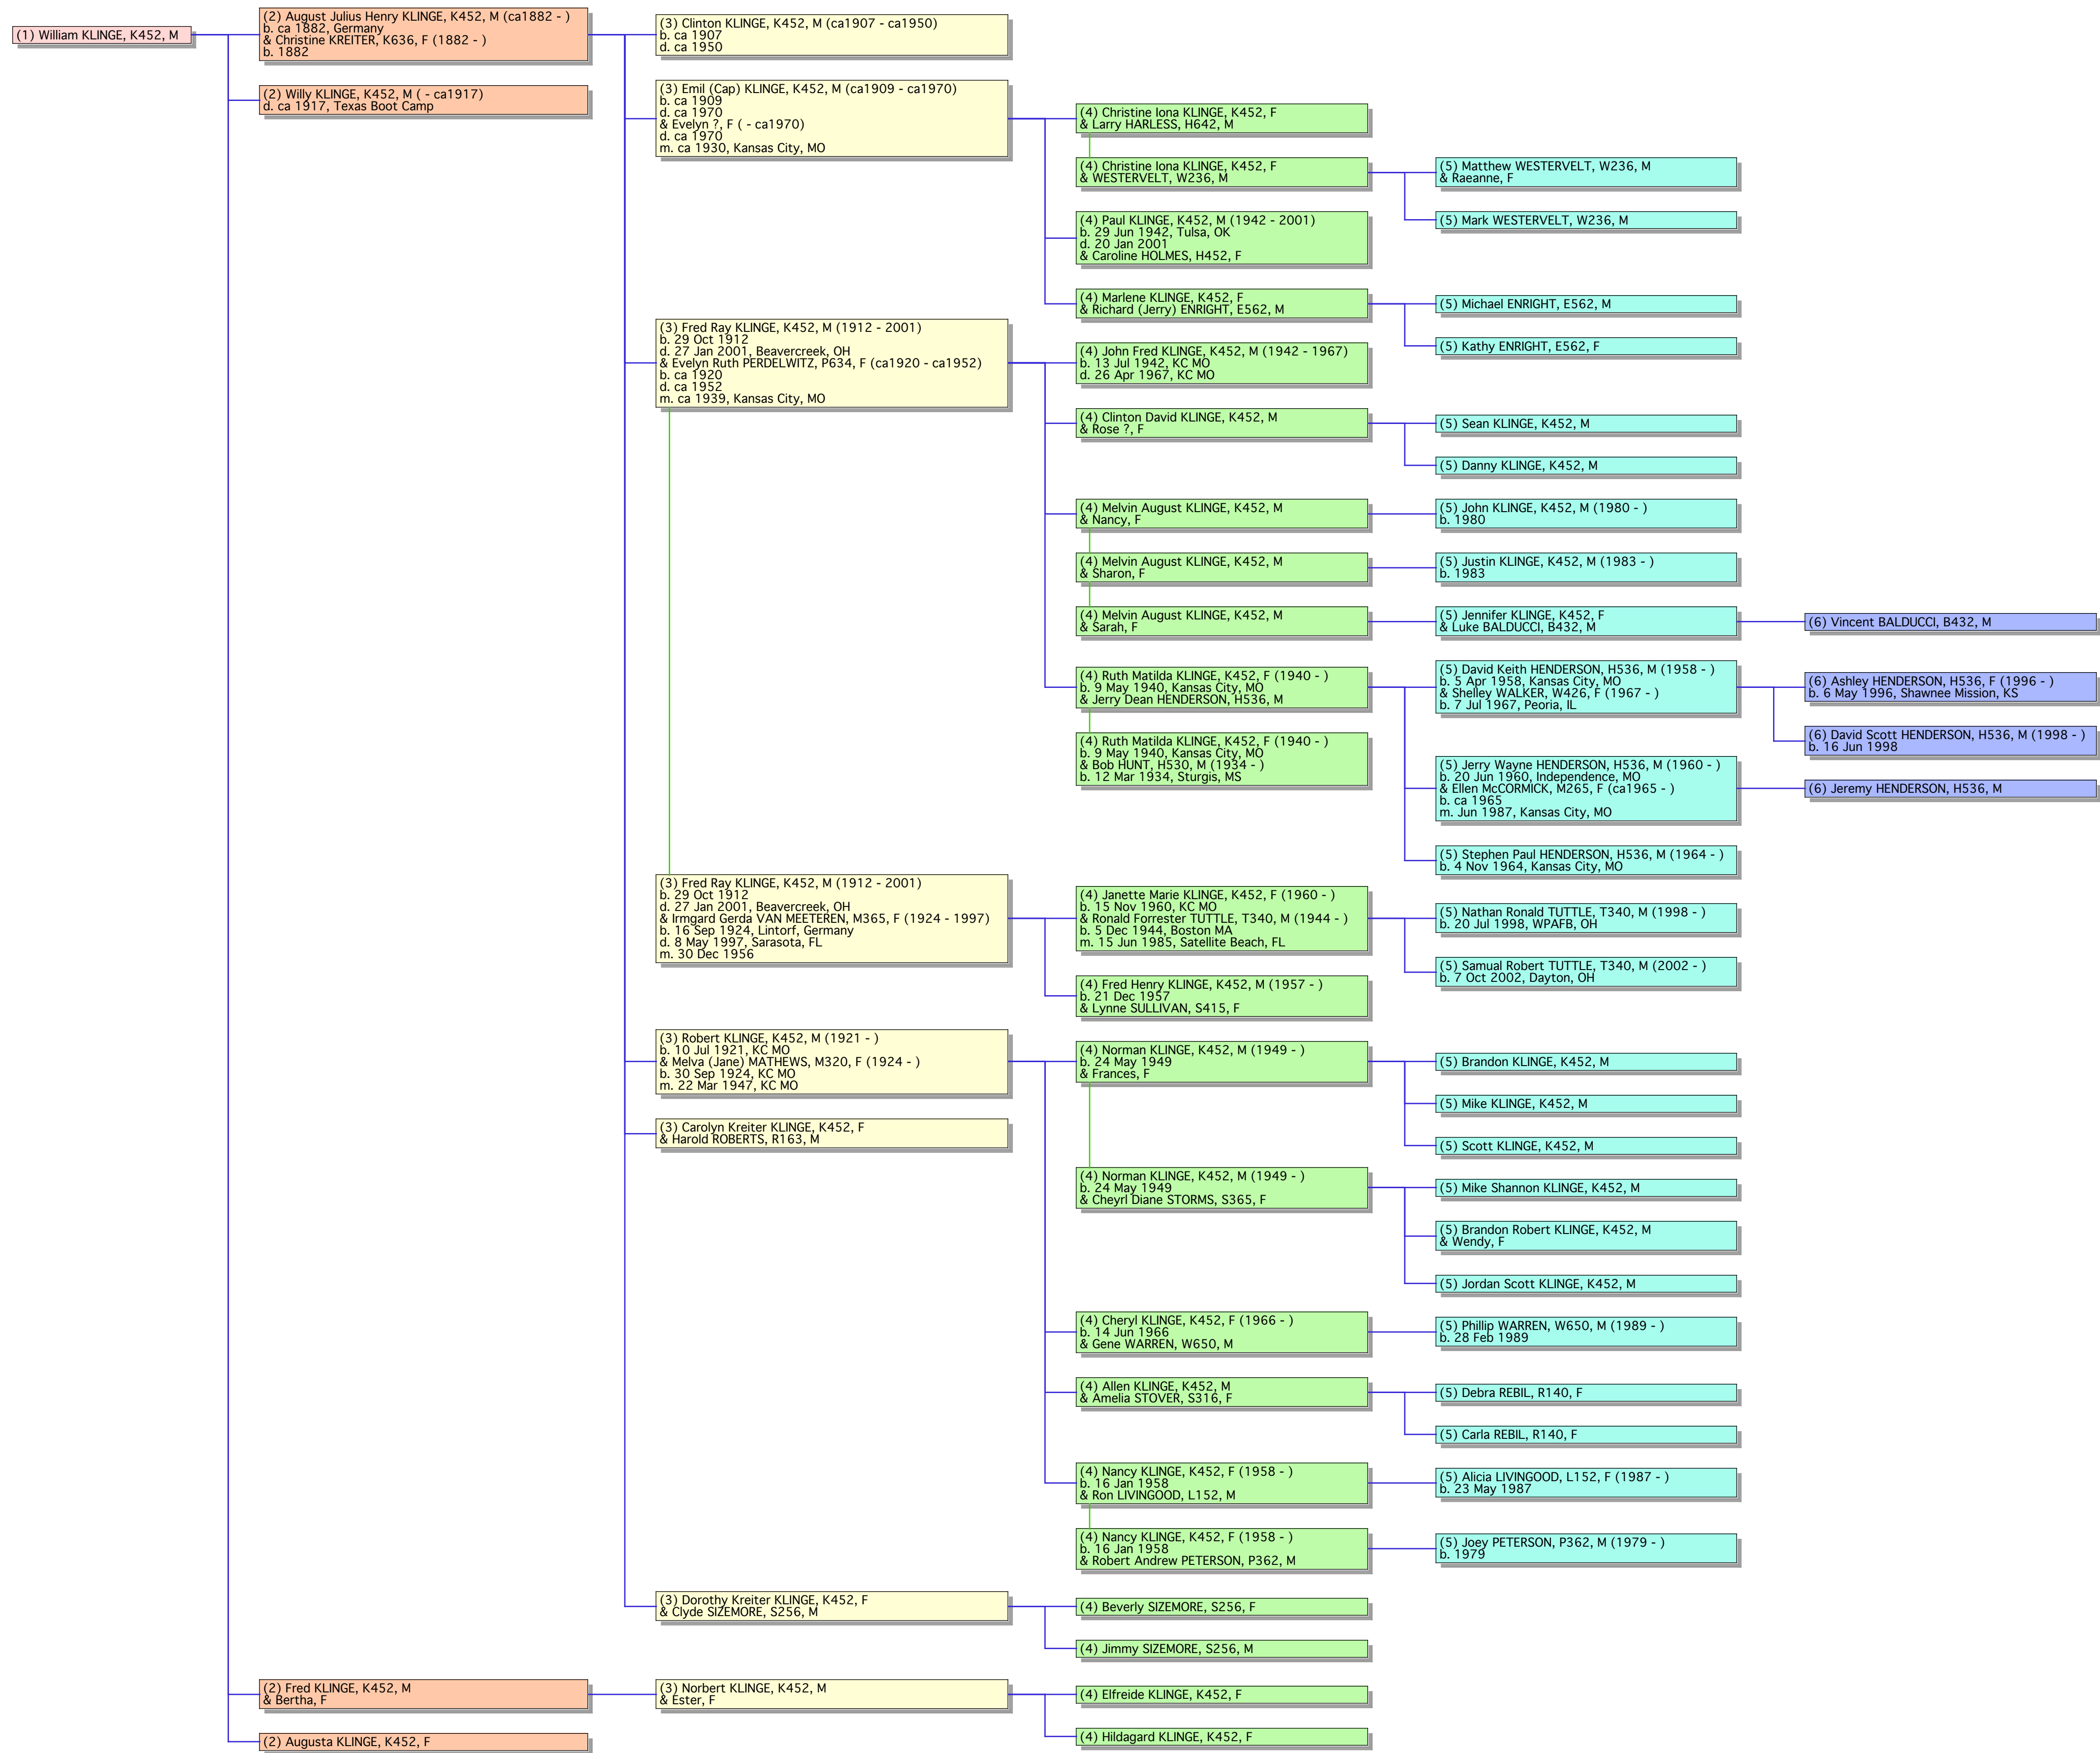 (1) William KLINGE, K452, M
(2) August Julius Henry KLINGE, K452, M (ca1882 - )
b. ca 1882, Germany
& Christine KREITER, K636, F (1882 - )
b. 1882
(2) Willy KLINGE, K452, M ( - ca1917)
d. ca 1917, Texas Boot Camp
(2) Fred KLINGE, K452, M
& Bertha, F
(2) Augusta KLINGE, K452, F
(3) Clinton KLINGE, K452, M (ca1907 - ca1950)
b. ca 1907
d. ca 1950
(3) Emil (Cap) KLINGE, K452, M (ca1909 - ca1970)
b. ca 1909
d. ca 1970
& Evelyn ?, F ( - ca1970)
d. ca 1970
m. ca 1930, Kansas City, MO
(3) Fred Ray KLINGE, K452, M (1912 - 2001)
b. 29 Oct 1912
d. 27 Jan 2001, Beavercreek, OH
& Evelyn Ruth PERDELWITZ, P634, F (ca1920 - ca1952)
b. ca 1920
d. ca 1952
m. ca 1939, Kansas City, MO
(3) Fred Ray KLINGE, K452, M (1912 - 2001)
b. 29 Oct 1912
d. 27 Jan 2001, Beavercreek, OH
& Irmgard Gerda VAN MEETEREN, M365, F (1924 - 1997)
b. 16 Sep 1924, Lintorf, Germany
d. 8 May 1997, Sarasota, FL
m. 30 Dec 1956
(3) Robert KLINGE, K452, M (1921 - )
b. 10 Jul 1921, KC MO
& Melva (Jane) MATHEWS, M320, F (1924 - )
b. 30 Sep 1924, KC MO
m. 22 Mar 1947, KC MO
(3) Carolyn Kreiter KLINGE, K452, F
& Harold ROBERTS, R163, M
(3) Dorothy Kreiter KLINGE, K452, F
& Clyde SIZEMORE, S256, M
(3) Norbert KLINGE, K452, M
& Ester, F
(4) Christine Iona KLINGE, K452, F
& Larry HARLESS, H642, M
(4) Christine Iona KLINGE, K452, F
& WESTERVELT, W236, M
(4) Paul KLINGE, K452, M (1942 - 2001)
b. 29 Jun 1942, Tulsa, OK
d. 20 Jan 2001
& Caroline HOLMES, H452, F
(4) Marlene KLINGE, K452, F
& Richard (Jerry) ENRIGHT, E562, M
(4) John Fred KLINGE, K452, M (1942 - 1967)
b. 13 Jul 1942, KC MO
d. 26 Apr 1967, KC MO
(4) Clinton David KLINGE, K452, M
& Rose ?, F
(4) Melvin August KLINGE, K452, M
& Nancy, F
(4) Melvin August KLINGE, K452, M
& Sharon, F
(4) Melvin August KLINGE, K452, M
& Sarah, F
(4) Ruth Matilda KLINGE, K452, F (1940 - )
b. 9 May 1940, Kansas City, MO
& Jerry Dean HENDERSON, H536, M
(4) Ruth Matilda KLINGE, K452, F (1940 - )
b. 9 May 1940, Kansas City, MO
& Bob HUNT, H530, M (1934 - )
b. 12 Mar 1934, Sturgis, MS
(4) Janette Marie KLINGE, K452, F (1960 - )
b. 15 Nov 1960, KC MO
& Ronald Forrester TUTTLE, T340, M (1944 - )
b. 5 Dec 1944, Boston MA
m. 15 Jun 1985, Satellite Beach, FL
(4) Fred Henry KLINGE, K452, M (1957 - )
b. 21 Dec 1957
& Lynne SULLIVAN, S415, F
(4) Norman KLINGE, K452, M (1949 - )
b. 24 May 1949
& Frances, F
(4) Norman KLINGE, K452, M (1949 - )
b. 24 May 1949
& Cheyrl Diane STORMS, S365, F
(4) Cheryl KLINGE, K452, F (1966 - )
b. 14 Jun 1966
& Gene WARREN, W650, M
(4) Allen KLINGE, K452, M
& Amelia STOVER, S316, F
(4) Nancy KLINGE, K452, F (1958 - )
b. 16 Jan 1958
& Ron LIVINGOOD, L152, M
(4) Nancy KLINGE, K452, F (1958 - )
b. 16 Jan 1958
& Robert Andrew PETERSON, P362, M
(4) Beverly SIZEMORE, S256, F
(4) Jimmy SIZEMORE, S256, M
(4) Elfreide KLINGE, K452, F
(4) Hildagard KLINGE, K452, F
(5) Matthew WESTERVELT, W236, M
& Raeanne, F
(5) Mark WESTERVELT, W236, M
(5) Michael ENRIGHT, E562, M
(5) Kathy ENRIGHT, E562, F
(5) Sean KLINGE, K452, M
(5) Danny KLINGE, K452, M
(5) John KLINGE, K452, M (1980 - )
b. 1980
(5) Justin KLINGE, K452, M (1983 - )
b. 1983
(5) Jennifer KLINGE, K452, F
& Luke BALDUCCI, B432, M
(5) David Keith HENDERSON, H536, M (1958 - )
b. 5 Apr 1958, Kansas City, MO
& Shelley WALKER, W426, F (1967 - )
b. 7 Jul 1967, Peoria, IL
(5) Jerry Wayne HENDERSON, H536, M (1960 - )
b. 20 Jun 1960, Independence, MO
& Ellen McCORMICK, M265, F (ca1965 - )
b. ca 1965
m. Jun 1987, Kansas City, MO
(5) Stephen Paul HENDERSON, H536, M (1964 - )
b. 4 Nov 1964, Kansas City, MO
(5) Nathan Ronald TUTTLE, T340, M (1998 - )
b. 20 Jul 1998, WPAFB, OH
(5) Samual Robert TUTTLE, T340, M (2002 - )
b. 7 Oct 2002, Dayton, OH
(5) Brandon KLINGE, K452, M
(5) Mike KLINGE, K452, M
(5) Scott KLINGE, K452, M
(5) Mike Shannon KLINGE, K452, M
(5) Brandon Robert KLINGE, K452, M
& Wendy, F
(5) Jordan Scott KLINGE, K452, M
(5) Phillip WARREN, W650, M (1989 - )
b. 28 Feb 1989
(5) Debra REBIL, R140, F
(5) Carla REBIL, R140, F
(5) Alicia LIVINGOOD, L152, F (1987 - )
b. 23 May 1987
(5) Joey PETERSON, P362, M (1979 - )
b. 1979
(6) Vincent BALDUCCI, B432, M
(6) Ashley HENDERSON, H536, F (1996 - )
b. 6 May 1996, Shawnee Mission, KS
(6) David Scott HENDERSON, H536, M (1998 - )
b. 16 Jun 1998
(6) Jeremy HENDERSON, H536, M